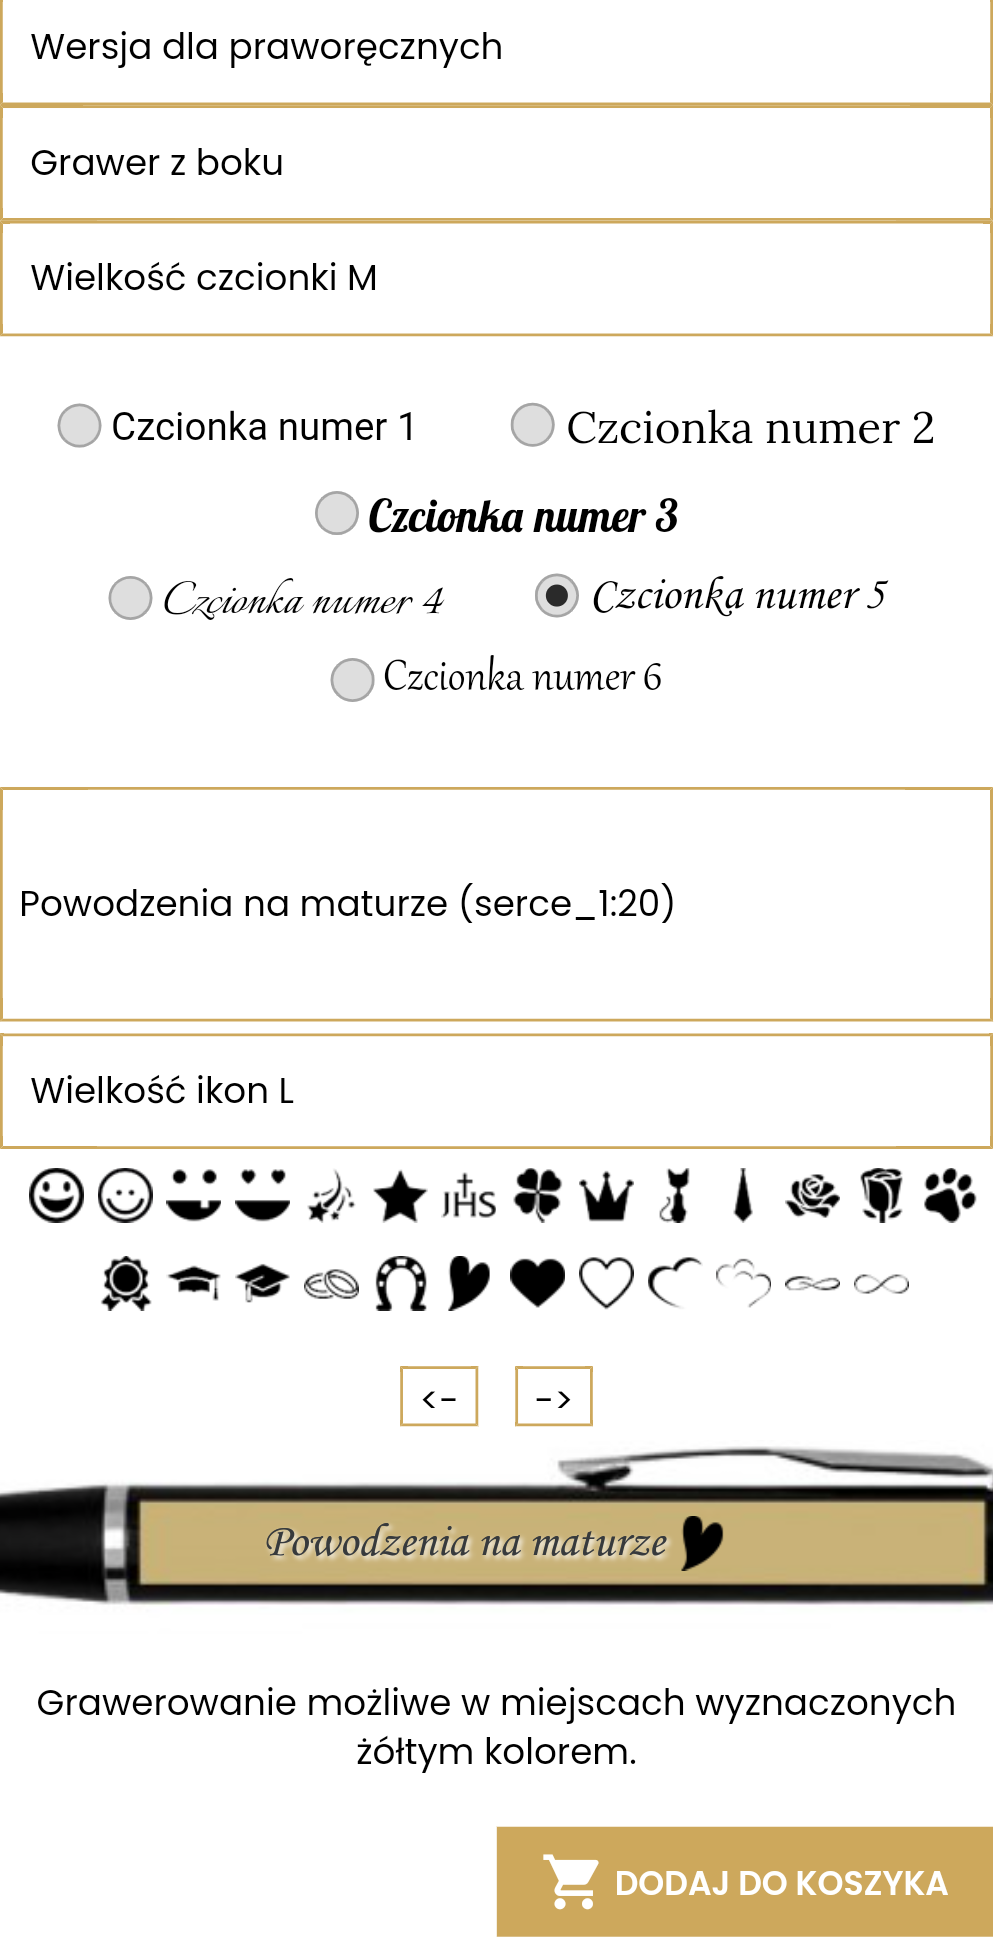 Wersja dla praworęcznych
Grawer z boku
Wielkość czcionki M
Czcionka numer 1
Czcionka numer 2
Czcionka numer 3
Czcionka numer 4
Czcionka numer 5
Czcionka numer 6
Powodzenia na maturze (serce_1:20)
Wielkość ikon L
JHS
<- ->
Powodzenia na maturze
Grawerowanie możliwe w miejscach wyznaczonych
żółtym kolorem.
DODAJ DO KOSZYKA